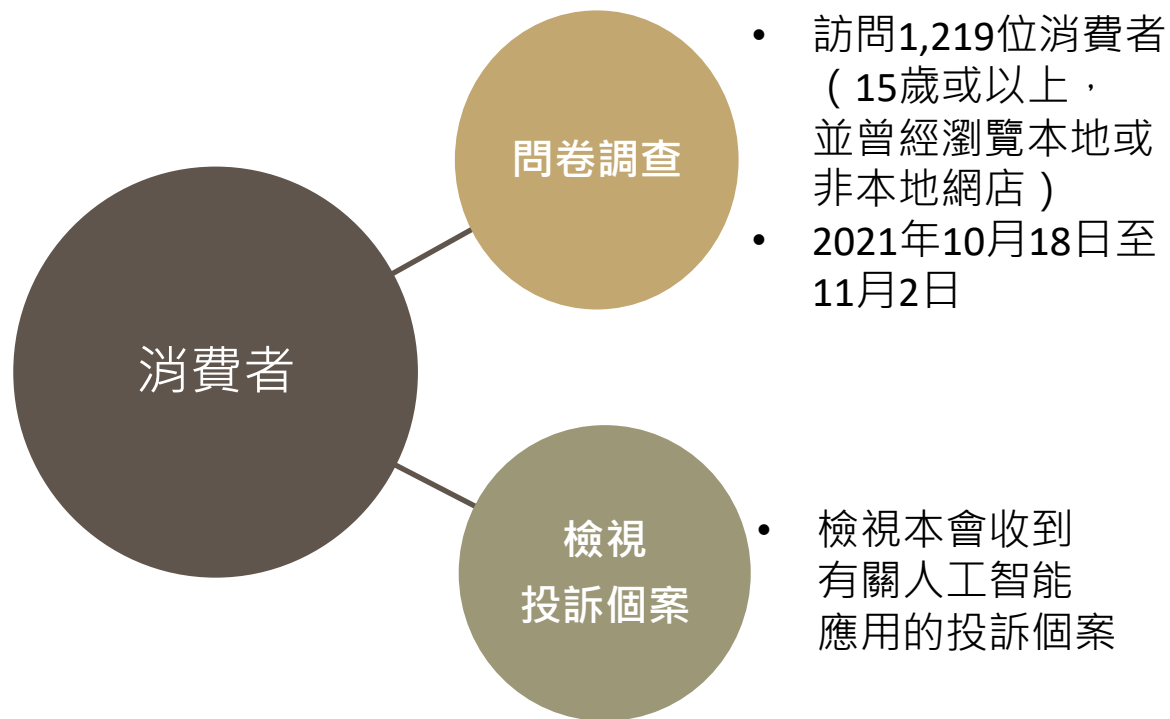 消費者
問卷調查
• 訪問1,219位消費者
（15歲或以上，
並曾經瀏覽本地或
非本地網店）
• 2021年10月18日至
11月2日
檢視
投訴個案
• 檢視本會收到
有關人工智能
應用的投訴個案